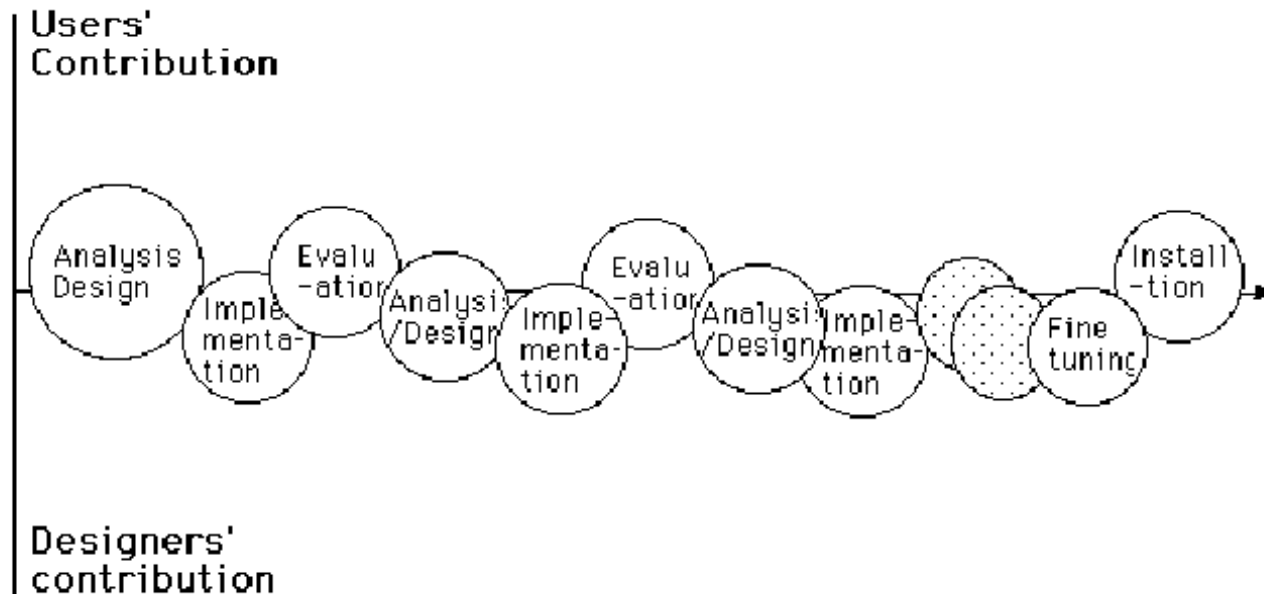 Users'
Contribution
Analysis
Design
Imple-
menta-
tion
Evalu
-ation
Analysis
/Design
Imple-
menta-
tion
Evalu
-ation
Analysis
/Design
Imple-
menta-
tion
Fine
tuning
Install
-tion
Designers'
contribution